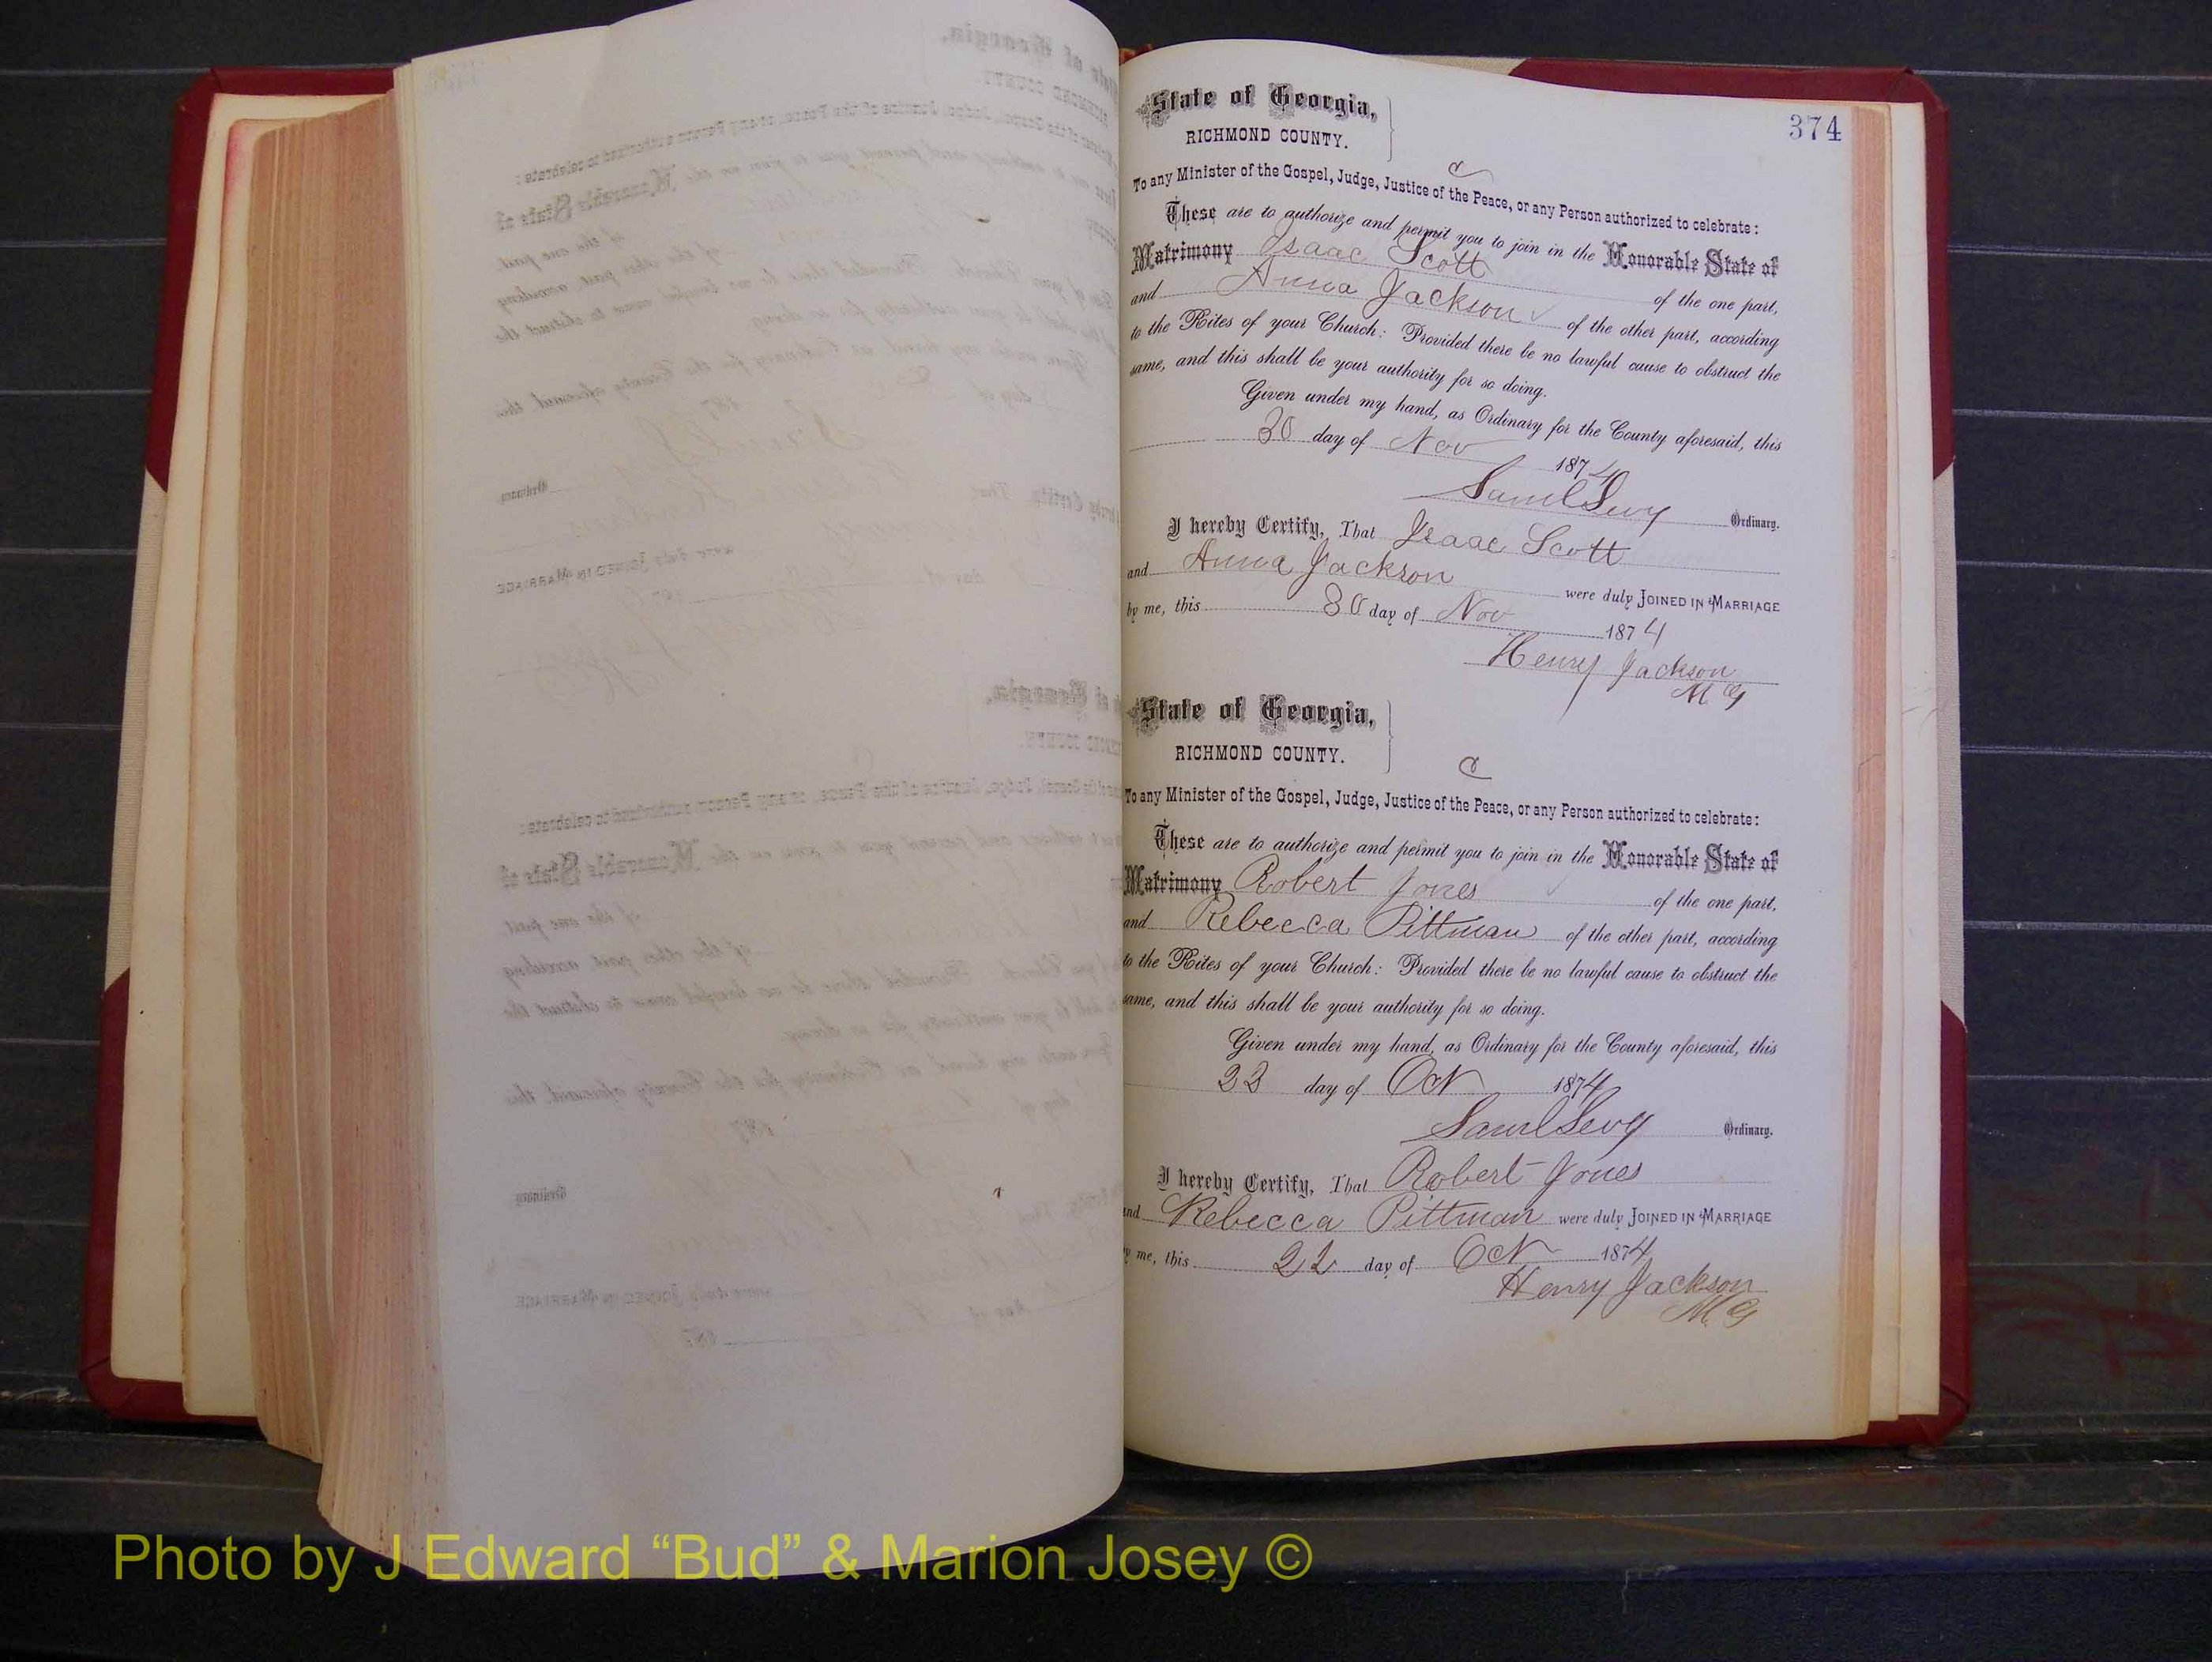 374
State of Georgia,
RICHMOND COUNTY.
C
To any Minister of the Gospel, Judge, Justice of the Peace, or any Person authorized to celebrate:
These are to authorize and permit you to join in the Honorable State of
Matrimony Isaac Scott of the one part,
and Anna Jackson of the other part, according
to the Rites of your Church: Provided there be no lawful cause to obstruct the
same, and this shall be your authority for so doing.
Given under my hand, as Ordinary for the County aforesaid, this
30 day of Nov 1874
Saml Levy Ordinary.
I hereby Certify, That Isaac Scott
and Anna Jackson were duly JOINED IN MARRIAGE
by me, this 30 day of Nov 1874
Henry Jackson
M G
State of Georgia,
RICHMOND COUNTY.
C
To any Minister of the Gospel, Judge, Justice of the Peace, or any Person authorized to celebrate:
These are to authorize and permit you to join in the Honorable State of
Matrimony Robert Jones of the one part,
and Rebecca Pittman of the other part, according
to the Rites of your Church: Provided there be no lawful cause to obstruct the
same, and this shall be your authority for so doing.
Given under my hand, as Ordinary for the County aforesaid, this
22 day of Oct 1874
Saml Levy Ordinary.
I hereby Certify, That Robert Jones
and Rebecca Pittman were duly JOINED IN MARRIAGE
by me, this 22 day of Oct 1874
Henry Jackson
M G
Photo by J Edward “Bud” & Marion Josey ©